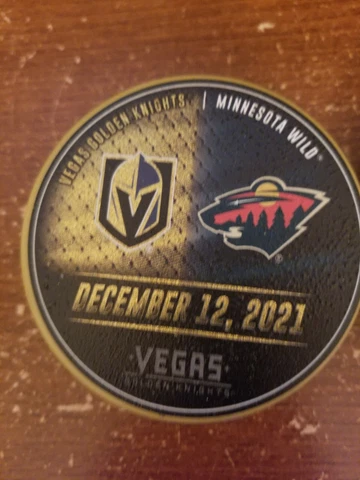 VEGAS GOLDEN KNIGHTS | MINNESOTA WILD®
®
DECEMBER 12, 2021
VEGAS
GOLDEN KNIGHTS